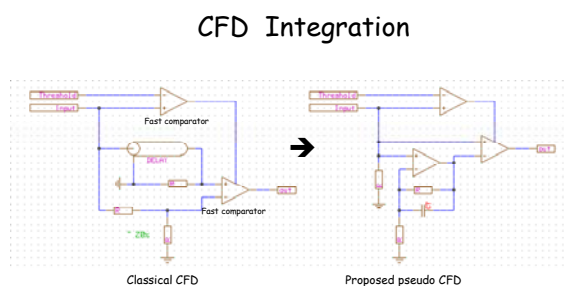 CFD Integration
Threshold
Input
Fast comparator
DELAY
R
out
Fast comparator
R
R
Classical CFD
Threshold
Input
out
R
R
R
Proposed pseudo CFD